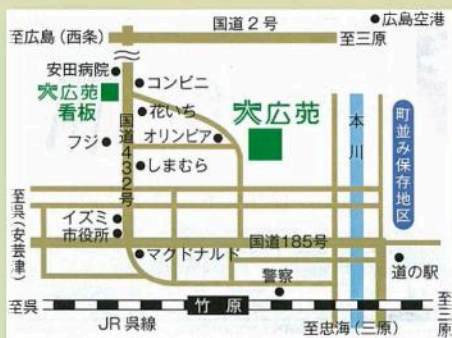 国道2号
広島空港
至広島(西条)
至三原
安田病院
コンビニ
大広苑
看板
花いち
大広苑
オリンピア
フジ
国道432号
しまむら
本川
町並み保存地区
至呉(安芸津)
イズミ
市役所
国道185号
マクドナルド
道の駅
警察
至呉
竹原
至三原
JR呉線
至忠海(三原)